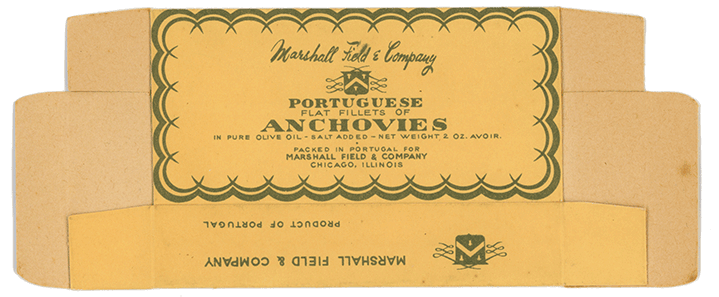 Marshall Field & Company
PORTUGUESE
FLAT FILLETS OF
ANCHOVIES
IN PURE OLIVE OIL - SALT ADDED - NET WEIGHT 2 OZ. AVOIR.
PACKED IN PORTUGAL FOR
MARSHALL FIELD & COMPANY
CHICAGO, ILLINOIS
MARSHALL FIELD & COMPANY
PRODUCT OF PORTUGAL